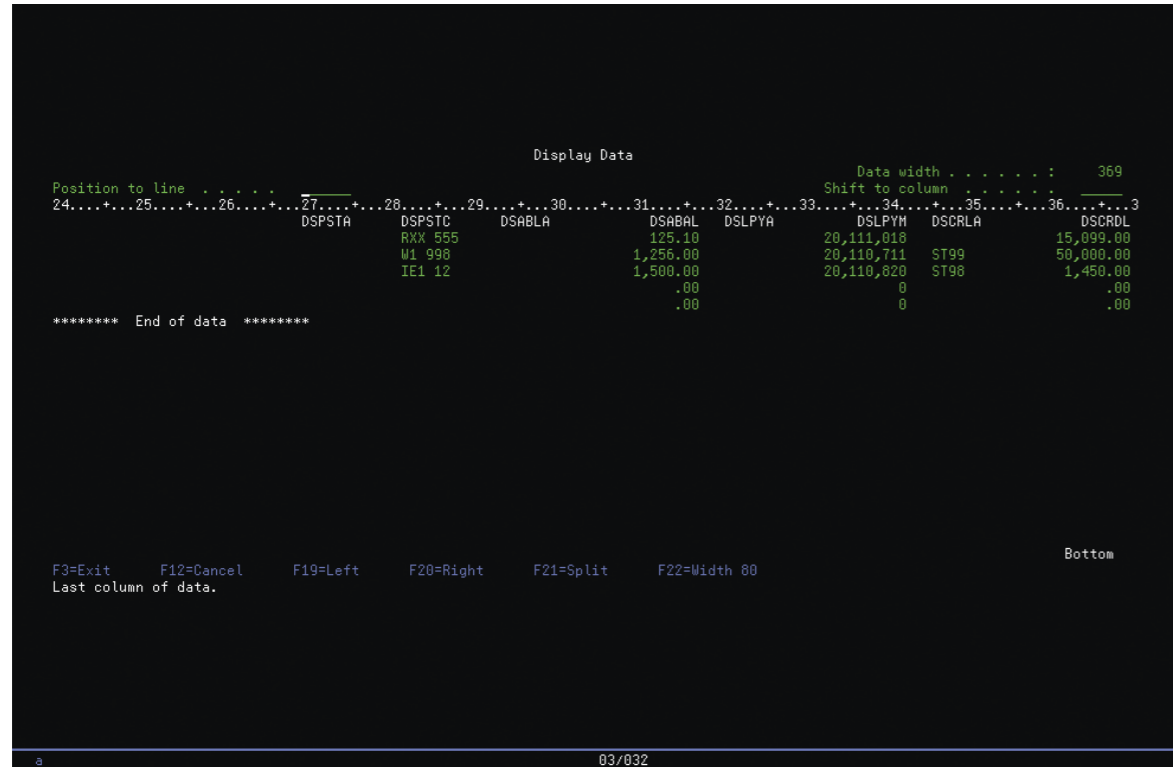 Display Data
Data width . . . . . . :     369
Position to line  . . . . .   Shift to column  . . . . . .
24....+...25....+...26....+...27....+...28....+...29....+...30....+...31....+...32....+...33....+...34....+...35....+...36....+...3
DSPSTA      DSPSTC      DSABLA      DSABAL   DSLPYA      DSLPYM   DSCRLA      DSCRDL
RXX 555      125.10      20,111,018      15,099.00
W1 998      1,256.00      20,110,711   ST99      50,000.00
IE1 12      1,500.00      20,110,820   ST98      1,450.00
.00      0      .00
.00      0      .00
********  End of data  ********
Bottom
F3=Exit      F12=Cancel      F19=Left      F20=Right      F21=Split      F22=Width 80
Last column of data.
a      03/032